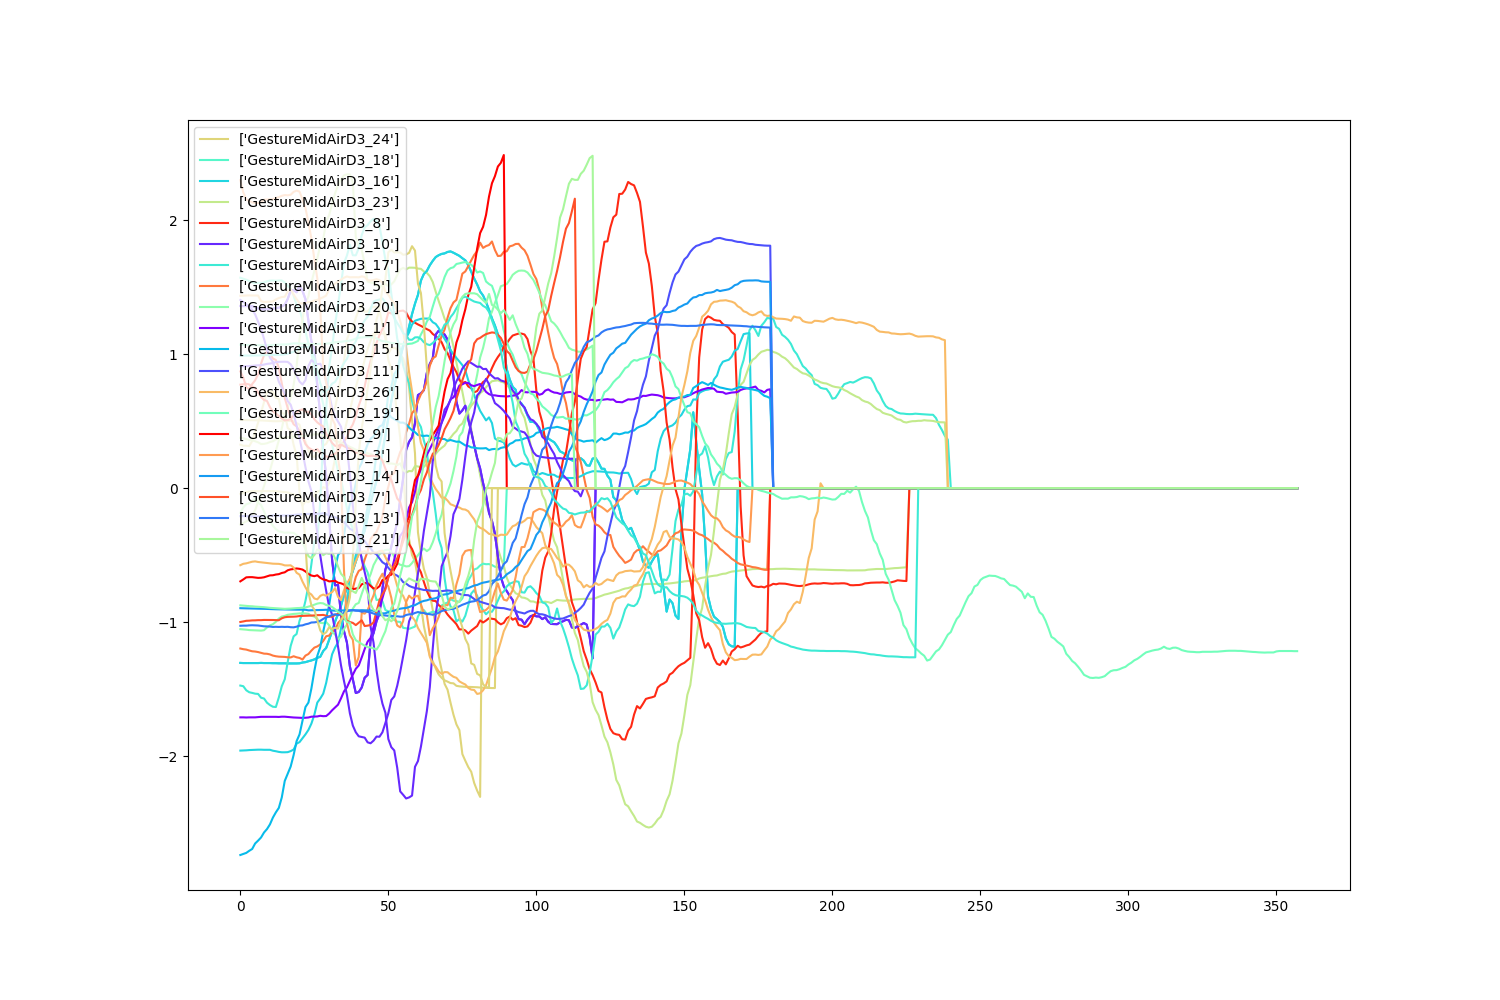 ['GestureMidAirD3_24']
['GestureMidAirD3_18']
['GestureMidAirD3_16']
['GestureMidAirD3_23']
['GestureMidAirD3_8']
['GestureMidAirD3_10']
['GestureMidAirD3_17']
['GestureMidAirD3_5']
['GestureMidAirD3_20']
['GestureMidAirD3_1']
['GestureMidAirD3_15']
['GestureMidAirD3_11']
['GestureMidAirD3_26']
['GestureMidAirD3_19']
['GestureMidAirD3_9']
['GestureMidAirD3_3']
['GestureMidAirD3_14']
['GestureMidAirD3_7']
['GestureMidAirD3_13']
['GestureMidAirD3_21']
2
1
0
−1
−2
0 50 100 150 200 250 300 350